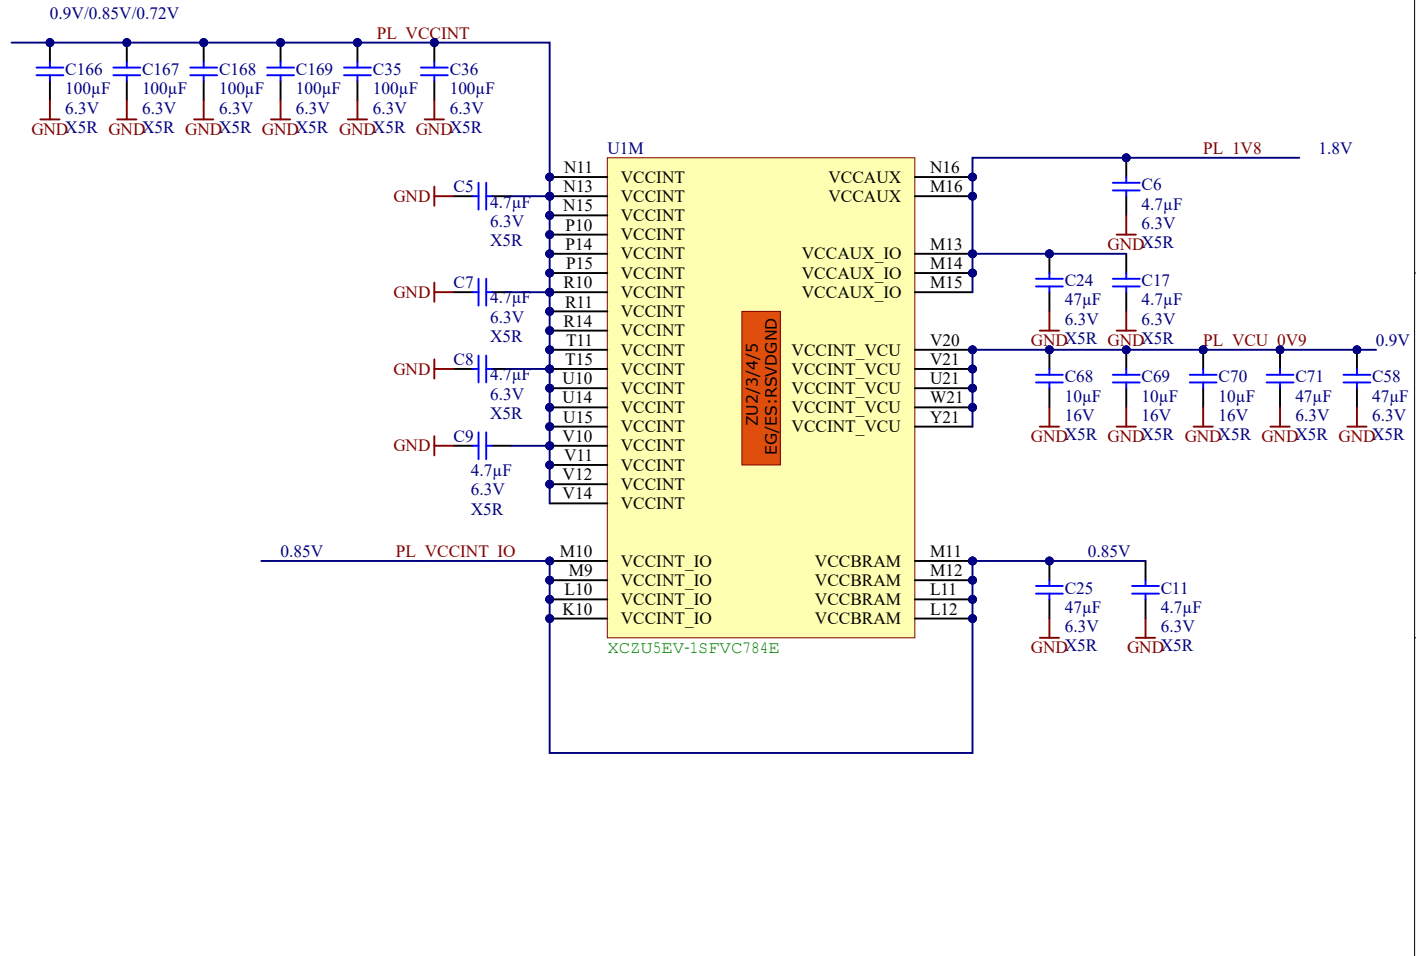 0.9V/0.85V/0.72V
PL_VCCINT
C166 100µF 6.3V X5R GND
C167 100µF 6.3V X5R GND
C168 100µF 6.3V X5R GND
C169 100µF 6.3V X5R GND
C35 100µF 6.3V X5R GND
C36 100µF 6.3V X5R GND
U1M
N11 VCCINT
N13 VCCINT
N15 VCCINT
P10 VCCINT
P14 VCCINT
P15 VCCINT
R10 VCCINT
R11 VCCINT
R14 VCCINT
T11 VCCINT
T15 VCCINT
U10 VCCINT
U14 VCCINT
U15 VCCINT
V10 VCCINT
V11 VCCINT
V12 VCCINT
V14 VCCINT
GND C5 4.7µF 6.3V X5R
GND C7 4.7µF 6.3V X5R
GND C8 4.7µF 6.3V X5R
GND C9 4.7µF 6.3V X5R
0.85V PL_VCCINT_IO
M10 VCCINT_IO
M9 VCCINT_IO
L10 VCCINT_IO
K10 VCCINT_IO
ZU2/3/4/5
EG/ES:RSVDGND
VCCAUX N16
VCCAUX M16
VCCAUX_IO M13
VCCAUX_IO M14
VCCAUX_IO M15
VCCINT_VCU V20
VCCINT_VCU V21
VCCINT_VCU U21
VCCINT_VCU W21
VCCINT_VCU Y21
VCCBRAM M11
VCCBRAM M12
VCCBRAM L11
VCCBRAM L12
XCZU5EV-1SFVC784E
PL_1V8 1.8V
C6 4.7µF 6.3V X5R GND
C24 47µF 6.3V X5R GND
C17 4.7µF 6.3V X5R GND
PL_VCU_0V9 0.9V
C68 10µF 16V X5R GND
C69 10µF 16V X5R GND
C70 10µF 16V X5R GND
C71 47µF 6.3V X5R GND
C58 47µF 6.3V X5R GND
0.85V
C25 47µF 6.3V X5R GND
C11 4.7µF 6.3V X5R GND